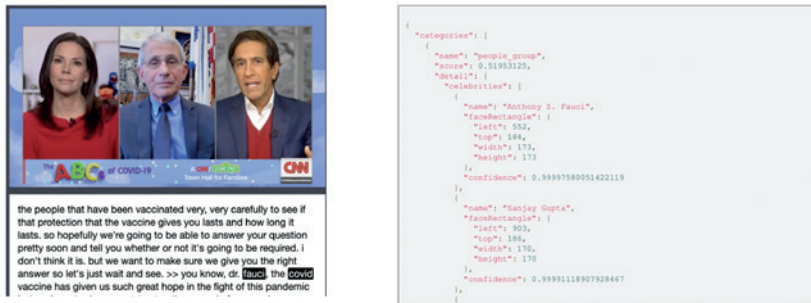 The ABCs of COVID-19
A CNN
Town Hall for Families
CNN
the people that have been vaccinated very, very carefully to see if
that protection that the vaccine gives you lasts and how long it
lasts. so hopefully we're going to be able to answer your question
pretty soon and tell you whether or not it's going to be required. i
don't think it is. but we want to make sure we give you the right
answer so let's just wait and see. >> you know, dr. fauci, the covid
vaccine has given us such great hope in the fight of this pandemic
{
"categories": [
{
"name": "people_group",
"score": 0.51953125,
"detail": {
"celebrities": [
{
"name": "Anthony S. Fauci",
"faceRectangle": {
"left": 552,
"top": 184,
"width": 173,
"height": 173
},
"confidence": 0.99997580051422119
},
{
"name": "Sanjay Gupta",
"faceRectangle": {
"left": 903,
"top": 186,
"width": 170,
"height": 170
},
"confidence": 0.99991118907928467
},
{